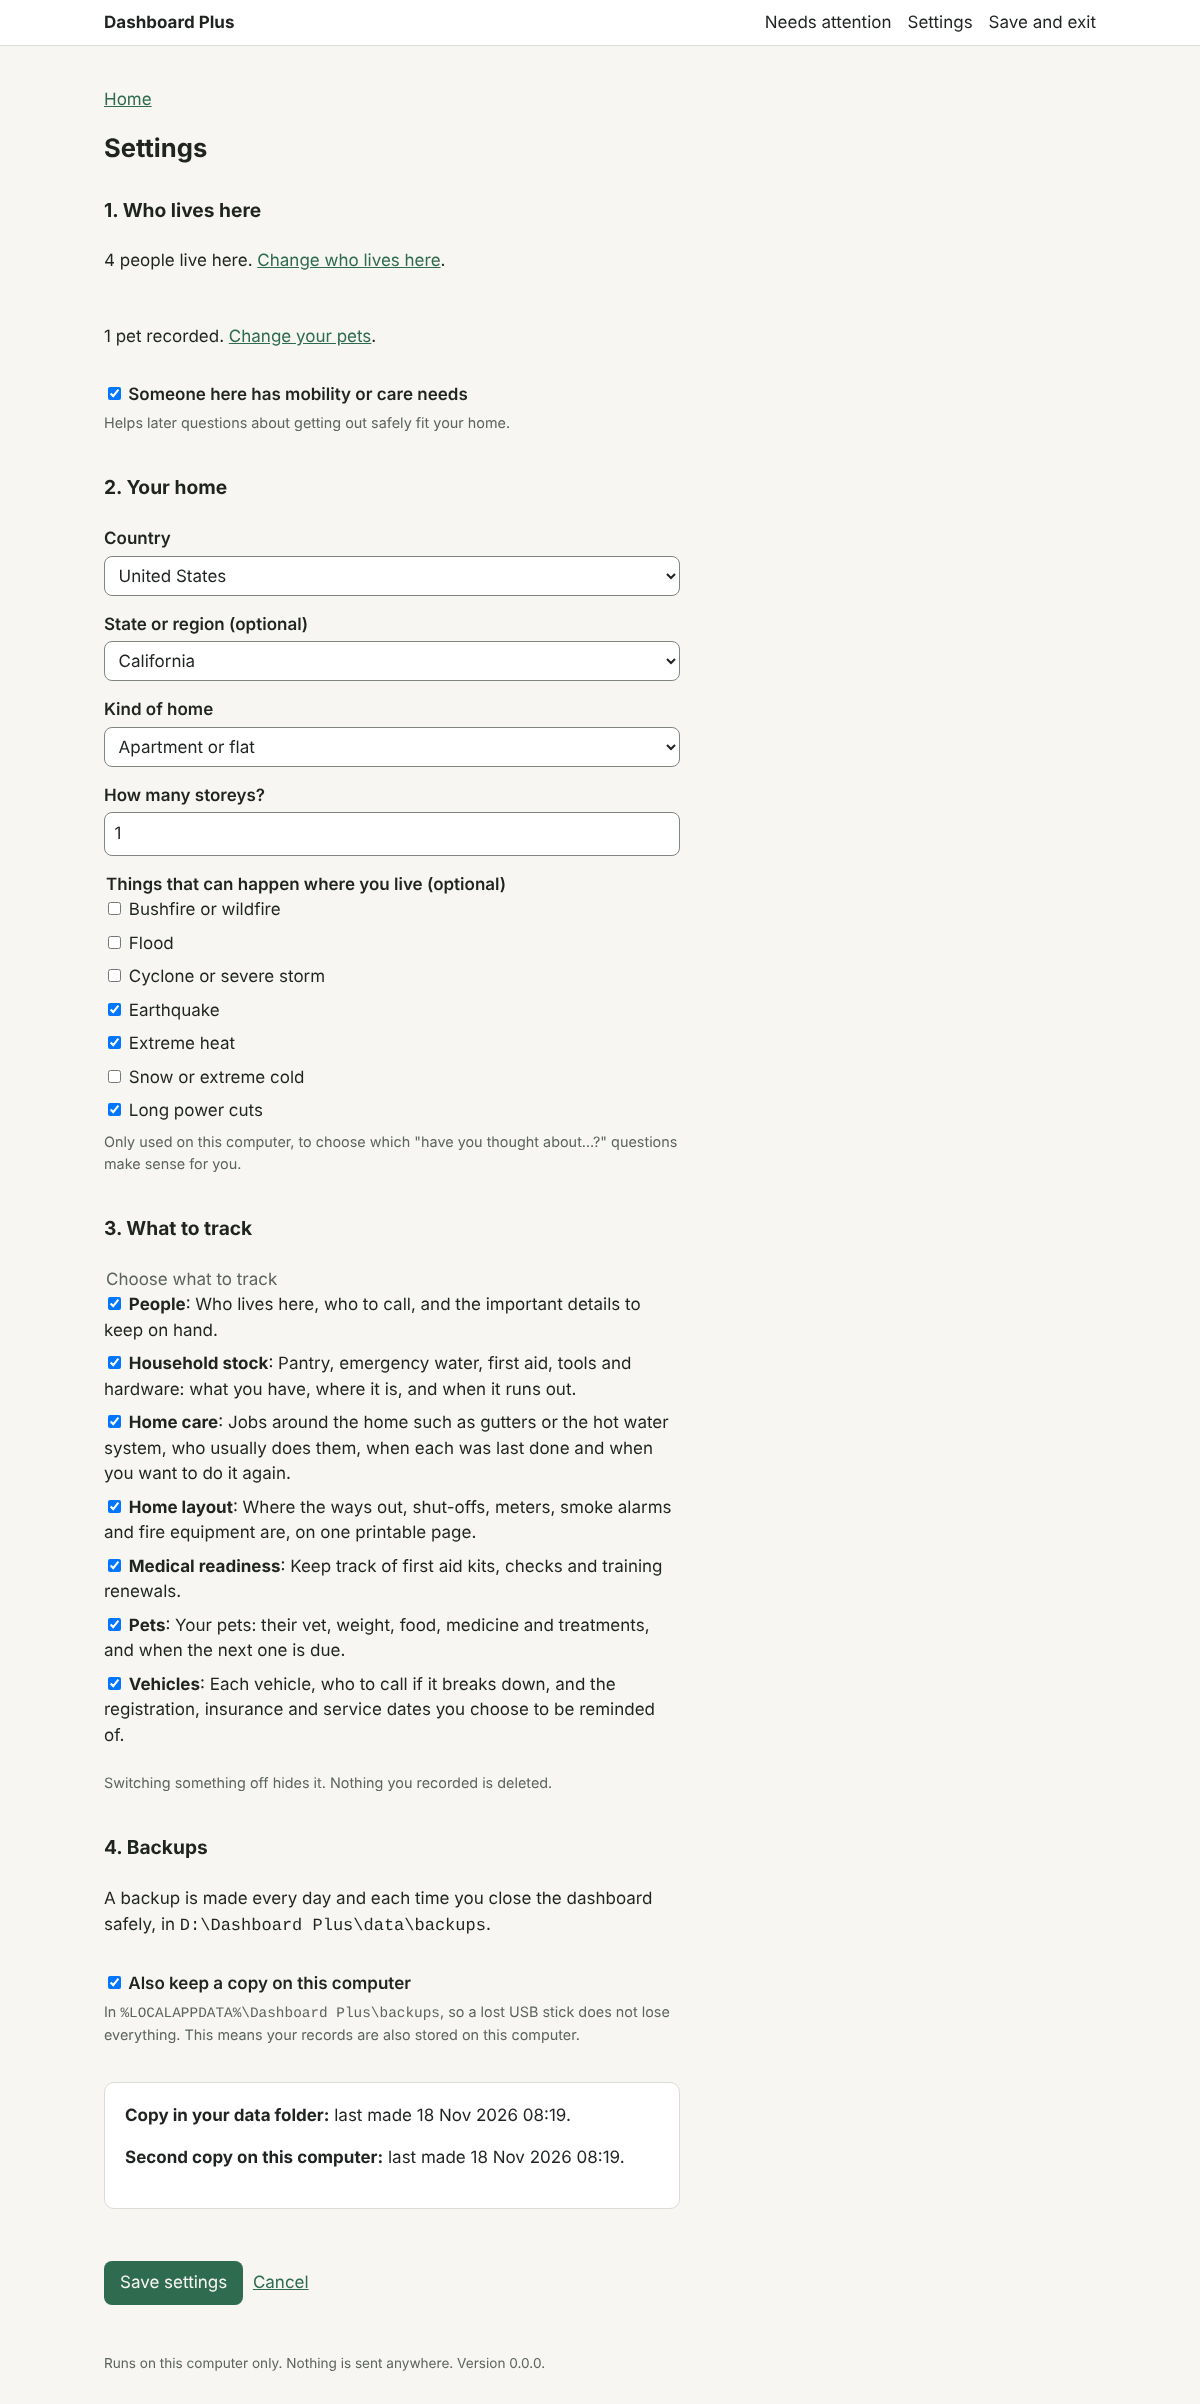 Dashboard Plus
Needs attention Settings Save and exit
Home
Settings
1. Who lives here
4 people live here. Change who lives here.
1 pet recorded. Change your pets.
Someone here has mobility or care needs
Helps later questions about getting out safely fit your home.
2. Your home
Country
United States
State or region (optional)
California
Kind of home
Apartment or flat
How many storeys?
1
Things that can happen where you live (optional)
Bushfire or wildfire
Flood
Cyclone or severe storm
Earthquake
Extreme heat
Snow or extreme cold
Long power cuts
Only used on this computer, to choose which "have you thought about...?" questions
make sense for you.
3. What to track
Choose what to track
People: Who lives here, who to call, and the important details to
keep on hand.
Household stock: Pantry, emergency water, first aid, tools and
hardware: what you have, where it is, and when it runs out.
Home care: Jobs around the home such as gutters or the hot water
system, who usually does them, when each was last done and when
you want to do it again.
Home layout: Where the ways out, shut-offs, meters, smoke alarms
and fire equipment are, on one printable page.
Medical readiness: Keep track of first aid kits, checks and training
renewals.
Pets: Your pets: their vet, weight, food, medicine and treatments,
and when the next one is due.
Vehicles: Each vehicle, who to call if it breaks down, and the
registration, insurance and service dates you choose to be reminded
of.
Switching something off hides it. Nothing you recorded is deleted.
4. Backups
A backup is made every day and each time you close the dashboard
safely, in D:\Dashboard Plus\data\backups.
Also keep a copy on this computer
In %LOCALAPPDATA%\Dashboard Plus\backups, so a lost USB stick does not lose
everything. This means your records are also stored on this computer.
Copy in your data folder: last made 18 Nov 2026 08:19.
Second copy on this computer: last made 18 Nov 2026 08:19.
Save settings Cancel
Runs on this computer only. Nothing is sent anywhere. Version 0.0.0.